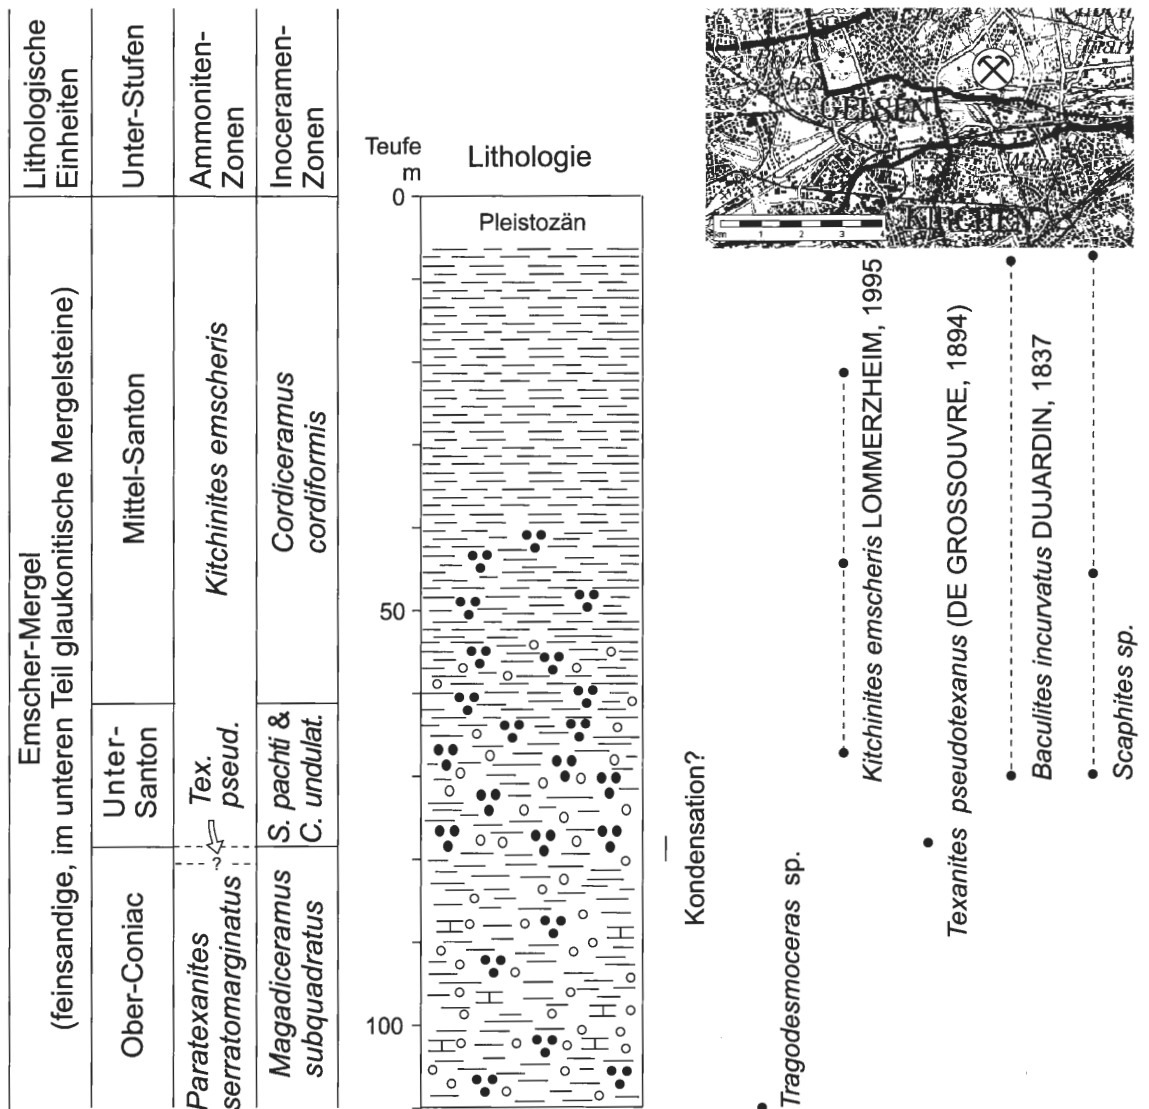 Lithologische
Einheiten
Unter-Stufen
Ammoniten-
Zonen
Inoceramen-
Zonen
Teufe
m
Lithologie
0
50
100
Pleistozän
Emscher-Mergel
(feinsandige, im unteren Teil glaukonitische Mergelsteine)
Mittel-Santon
Unter-
Santon
Ober-Coniac
Kitchinites emscheris
Tex.
pseud.
?
Paratexanites
serratomarginatus
Cordiceramus
cordiformis
S. pachti &
C. undulat.
Magadiceramus
subquadratus
Kondensation?
Tragodesmoceras sp.
Kitchinites emscheris LOMMERZHEIM, 1995
Texanites pseudotexanus (DE GROSSOUVRE, 1894)
Baculites incurvatus DUJARDIN, 1837
Scaphites sp.
GELSEN
KIRCHEN
km 1 2 3 4